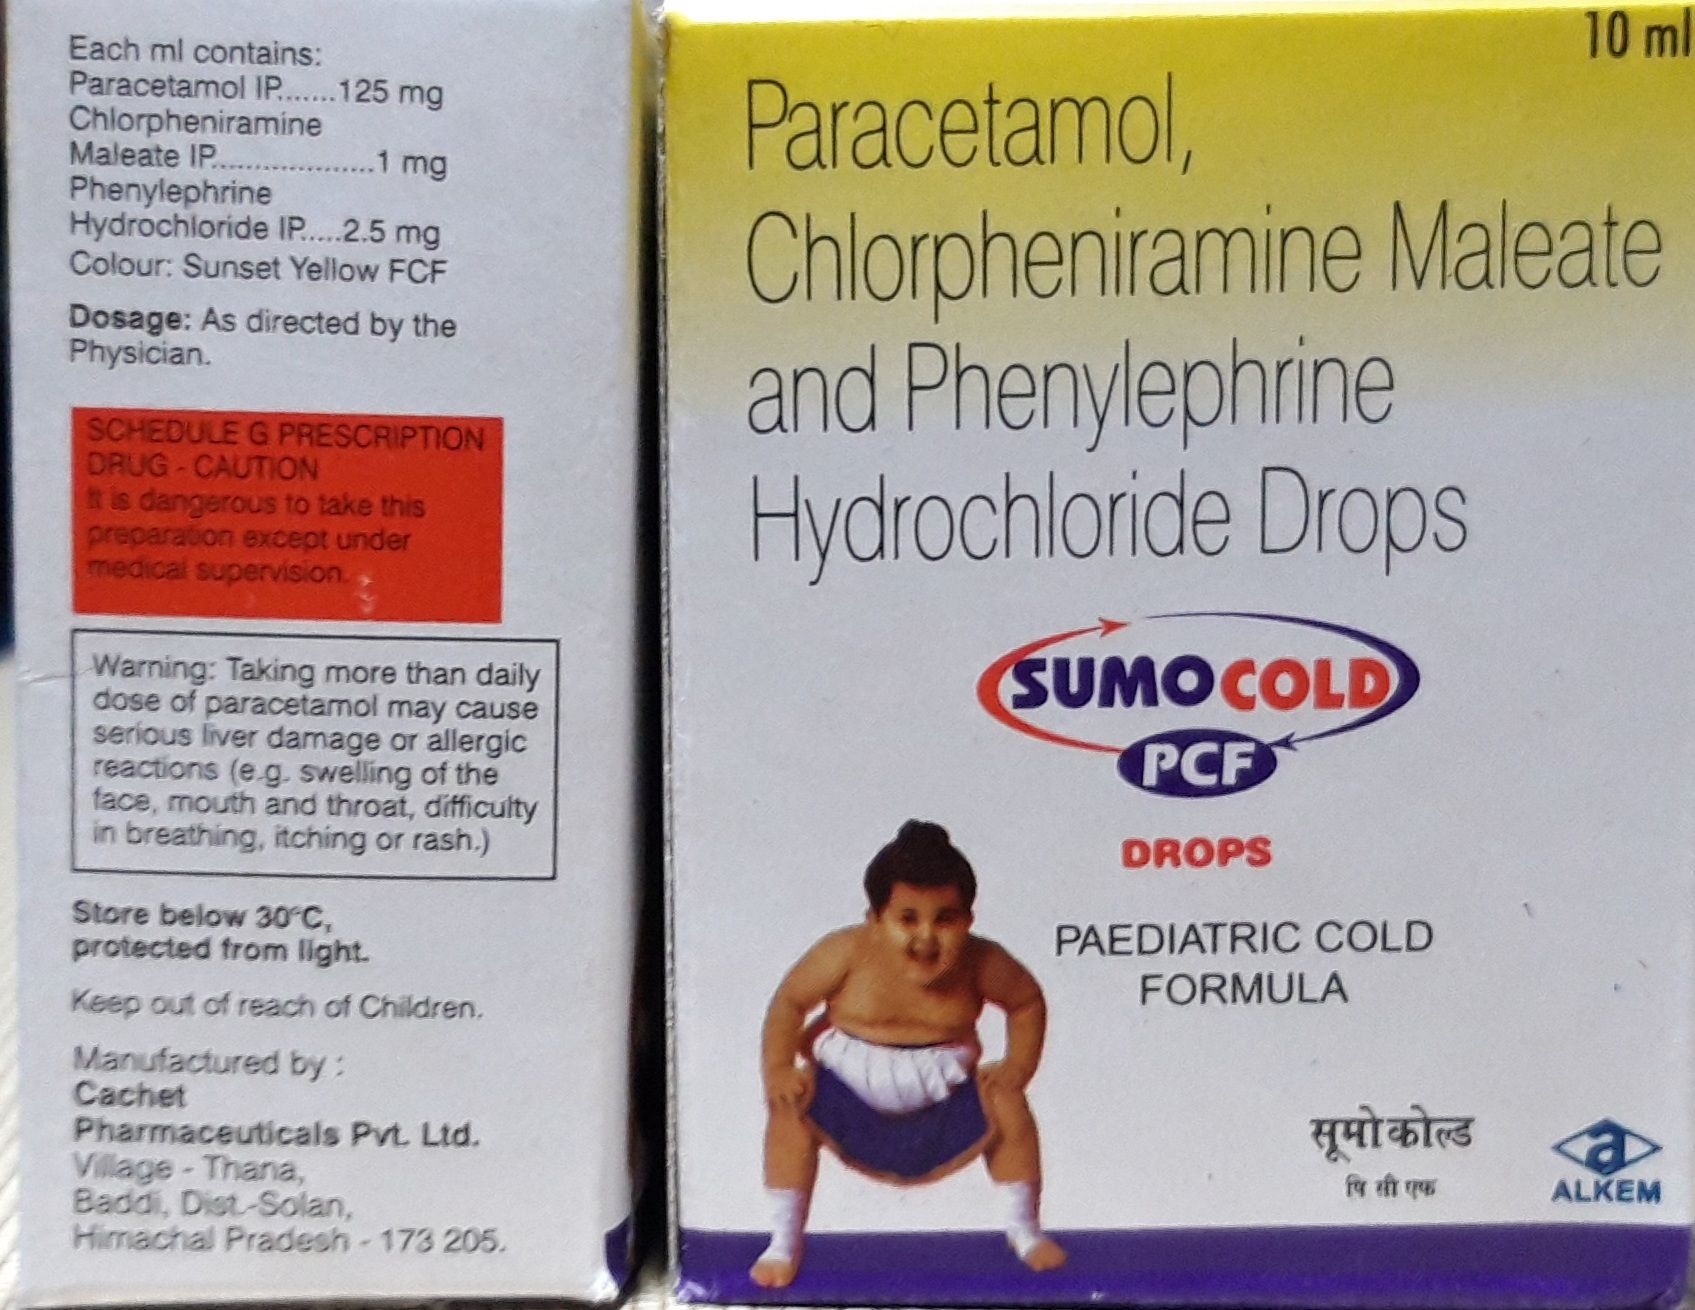 Each ml contains:
Paracetamol IP.......125 mg
Chlorpheniramine
Maleate IP....................1 mg
Phenylephrine
Hydrochloride IP.....2.5 mg
Colour: Sunset Yellow FCF
Dosage: As directed by the
Physician.
SCHEDULE G PRESCRIPTION
DRUG - CAUTION
It is dangerous to take this
preparation except under
medical supervision.
Warning: Taking more than daily
dose of paracetamol may cause
serious liver damage or allergic
reactions (e.g. swelling of the
face, mouth and throat, difficulty
in breathing, itching or rash.)
Store below 30°C,
protected from light.
Keep out of reach of Children.
Manufactured by :
Cachet
Pharmaceuticals Pvt. Ltd.
Village - Thana,
Baddi, Dist.-Solan,
Himachal Pradesh - 173 205.
10 ml
Paracetamol,
Chlorpheniramine Maleate
and Phenylephrine
Hydrochloride Drops
SUMOCOLD
PCF
DROPS
PAEDIATRIC COLD
FORMULA
सूमोकोल्ड
पि सी एफ
a
ALKEM